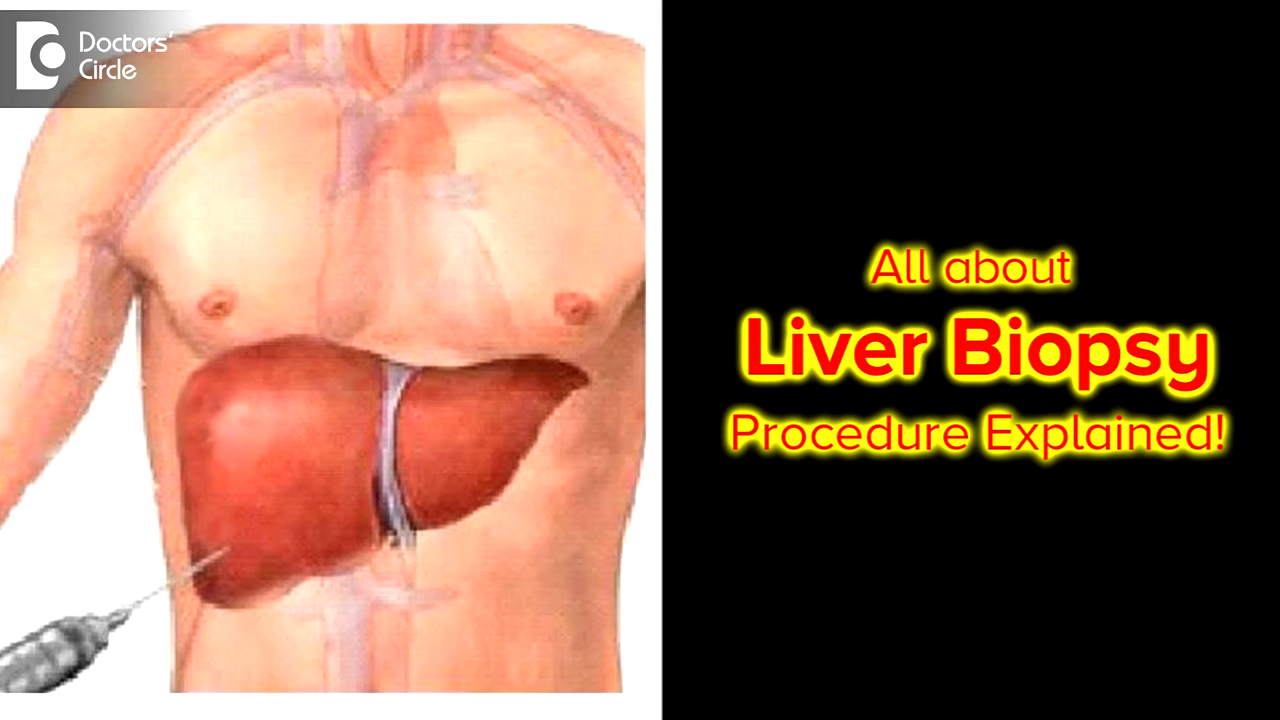 Doctors'
Circle
All about
Liver Biopsy
Procedure Explained!